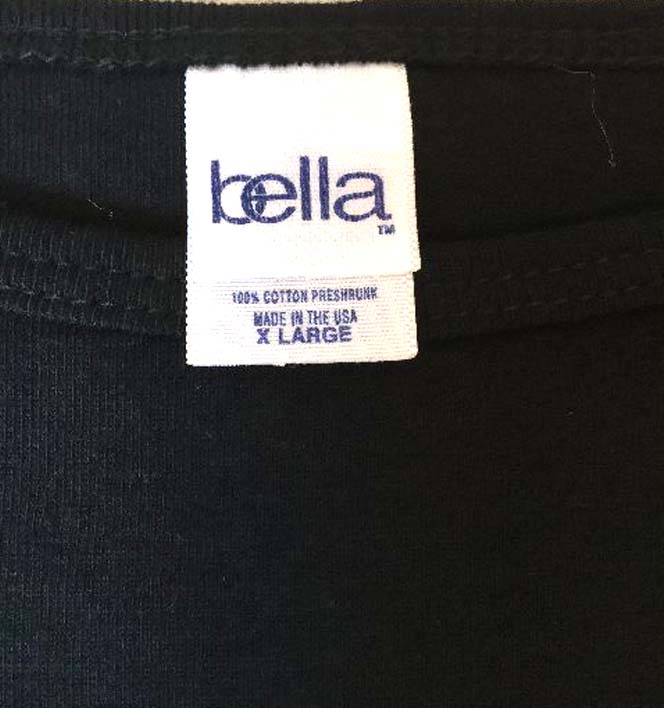 bella
TM
100% COTTON PRESHRUNK
MADE IN THE USA
X LARGE